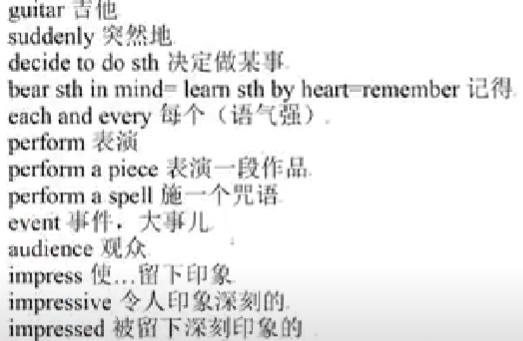 guitar 吉他
suddenly 突然地
decide to do sth 决定做某事
bear sth in mind= learn sth by heart=remember 记得
each and every 每个（语气强）
perform 表演
perform a piece 表演一段作品
perform a spell 施一个咒语
event 事件，大事儿
audience 观众
impress 使…留下印象
impressive 令人印象深刻的
impressed 被留下深刻印象的